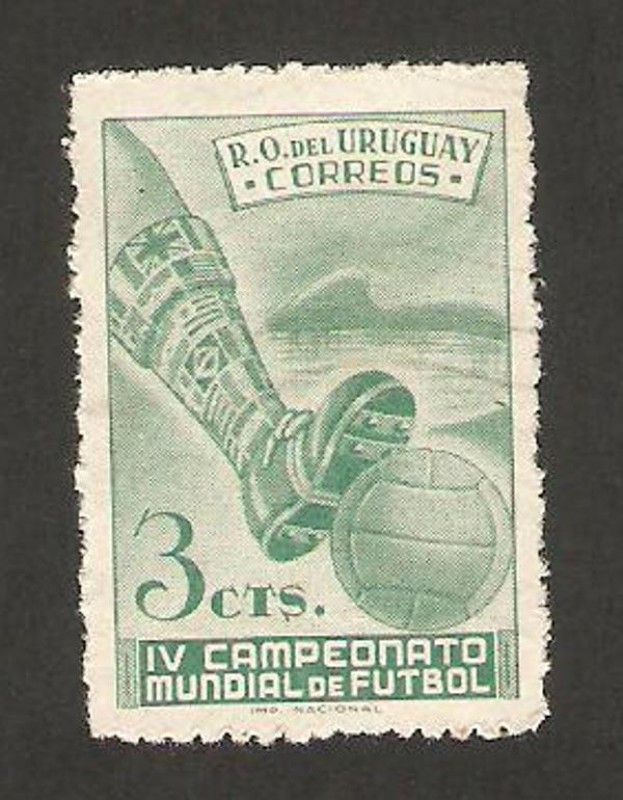 R.O. DEL URUGUAY
CORREOS
3 CTS.
IV CAMPEONATO
MUNDIAL DE FUTBOL
IMP. NACIONAL